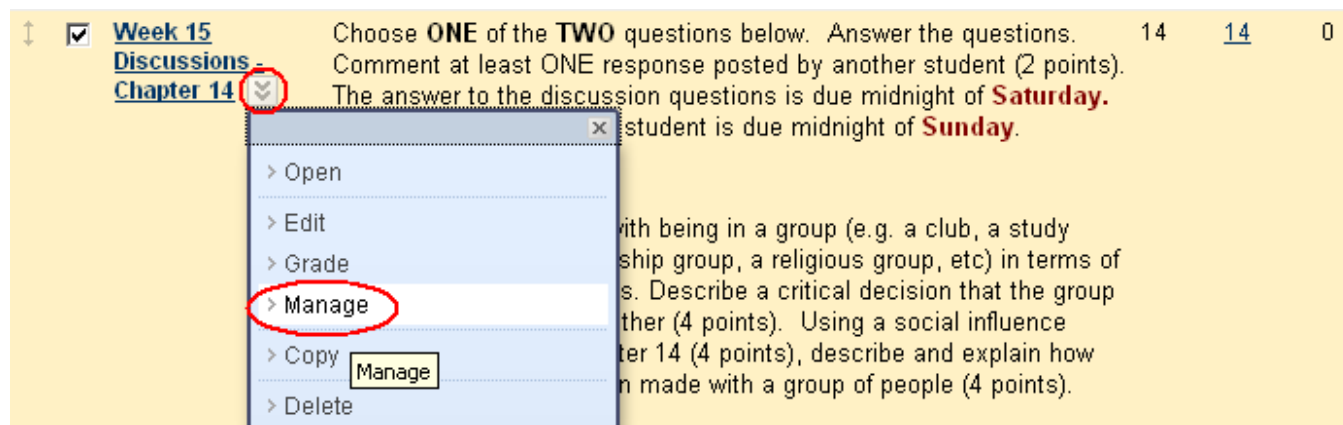 Week 15
Discussions -
Chapter 14
Choose ONE of the TWO questions below. Answer the questions.
Comment at least ONE response posted by another student (2 points).
The answer to the discussion questions is due midnight of Saturday.
student is due midnight of Sunday.
14
14
0
> Open
> Edit
> Grade
> Manage
> Copy
Manage
> Delete
with being in a group (e.g. a club, a study
ship group, a religious group, etc) in terms of
s. Describe a critical decision that the group
ther (4 points). Using a social influence
ter 14 (4 points), describe and explain how
n made with a group of people (4 points).